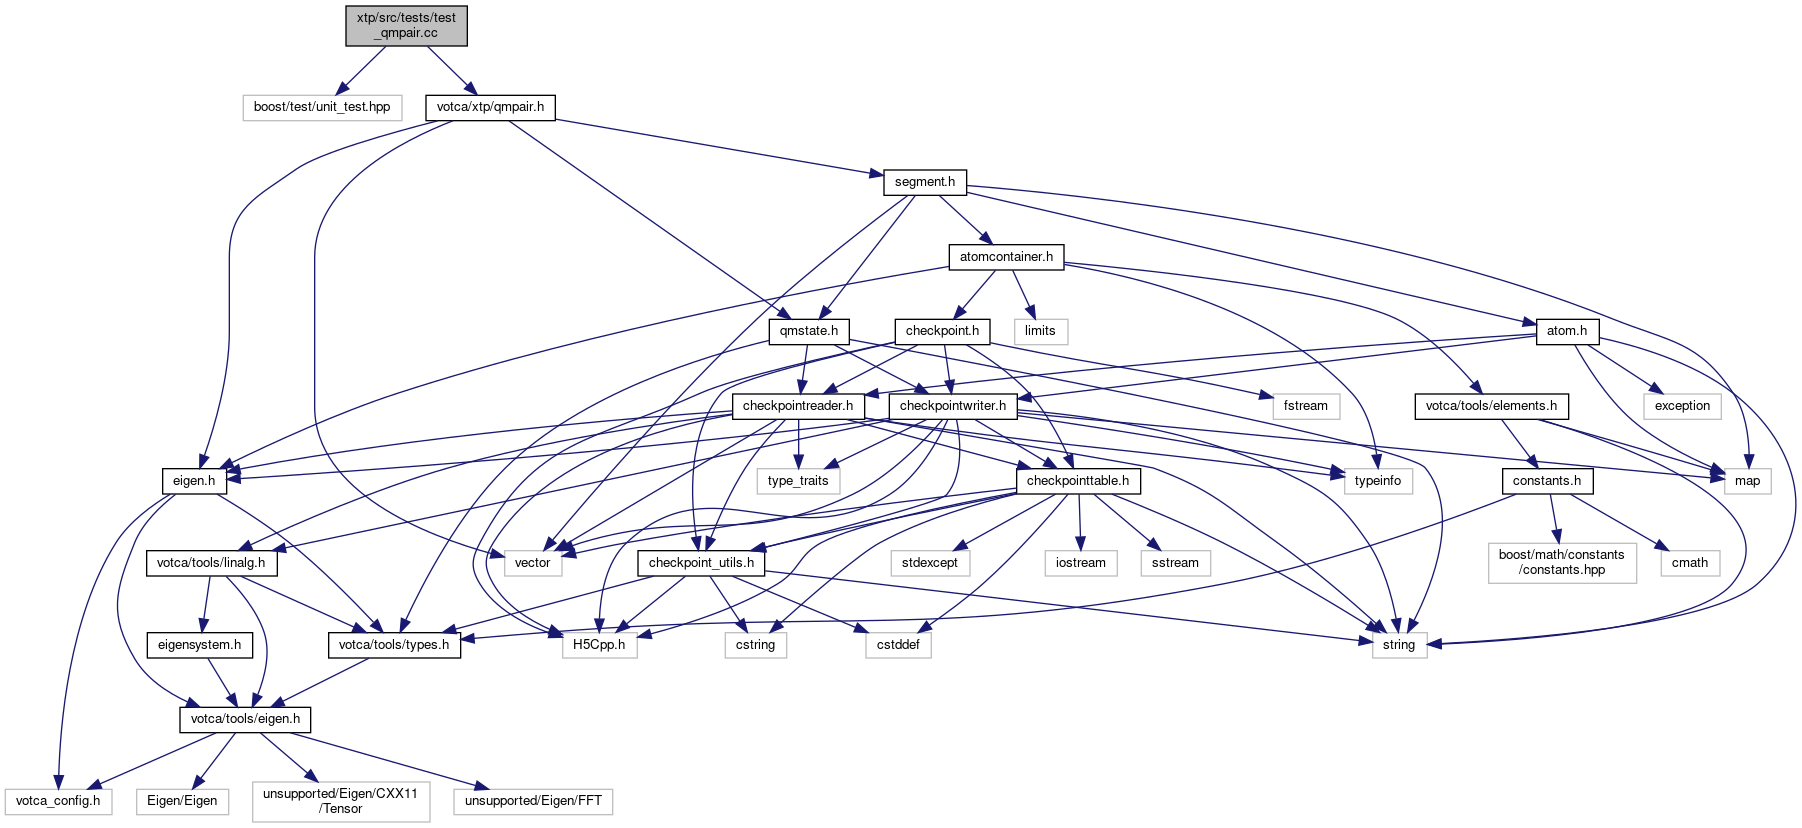 xtp/src/tests/test
_qmpair.cc
boost/test/unit_test.hpp
votca/xtp/qmpair.h
segment.h
atomcontainer.h
qmstate.h
checkpoint.h
limits
atom.h
checkpointreader.h
checkpointwriter.h
fstream
votca/tools/elements.h
exception
eigen.h
type_traits
checkpointtable.h
typeinfo
constants.h
map
votca/tools/linalg.h
vector
checkpoint_utils.h
stdexcept
iostream
sstream
boost/math/constants
/constants.hpp
cmath
eigensystem.h
votca/tools/types.h
H5Cpp.h
cstring
cstddef
string
votca/tools/eigen.h
votca_config.h
Eigen/Eigen
unsupported/Eigen/CXX11
/Tensor
unsupported/Eigen/FFT